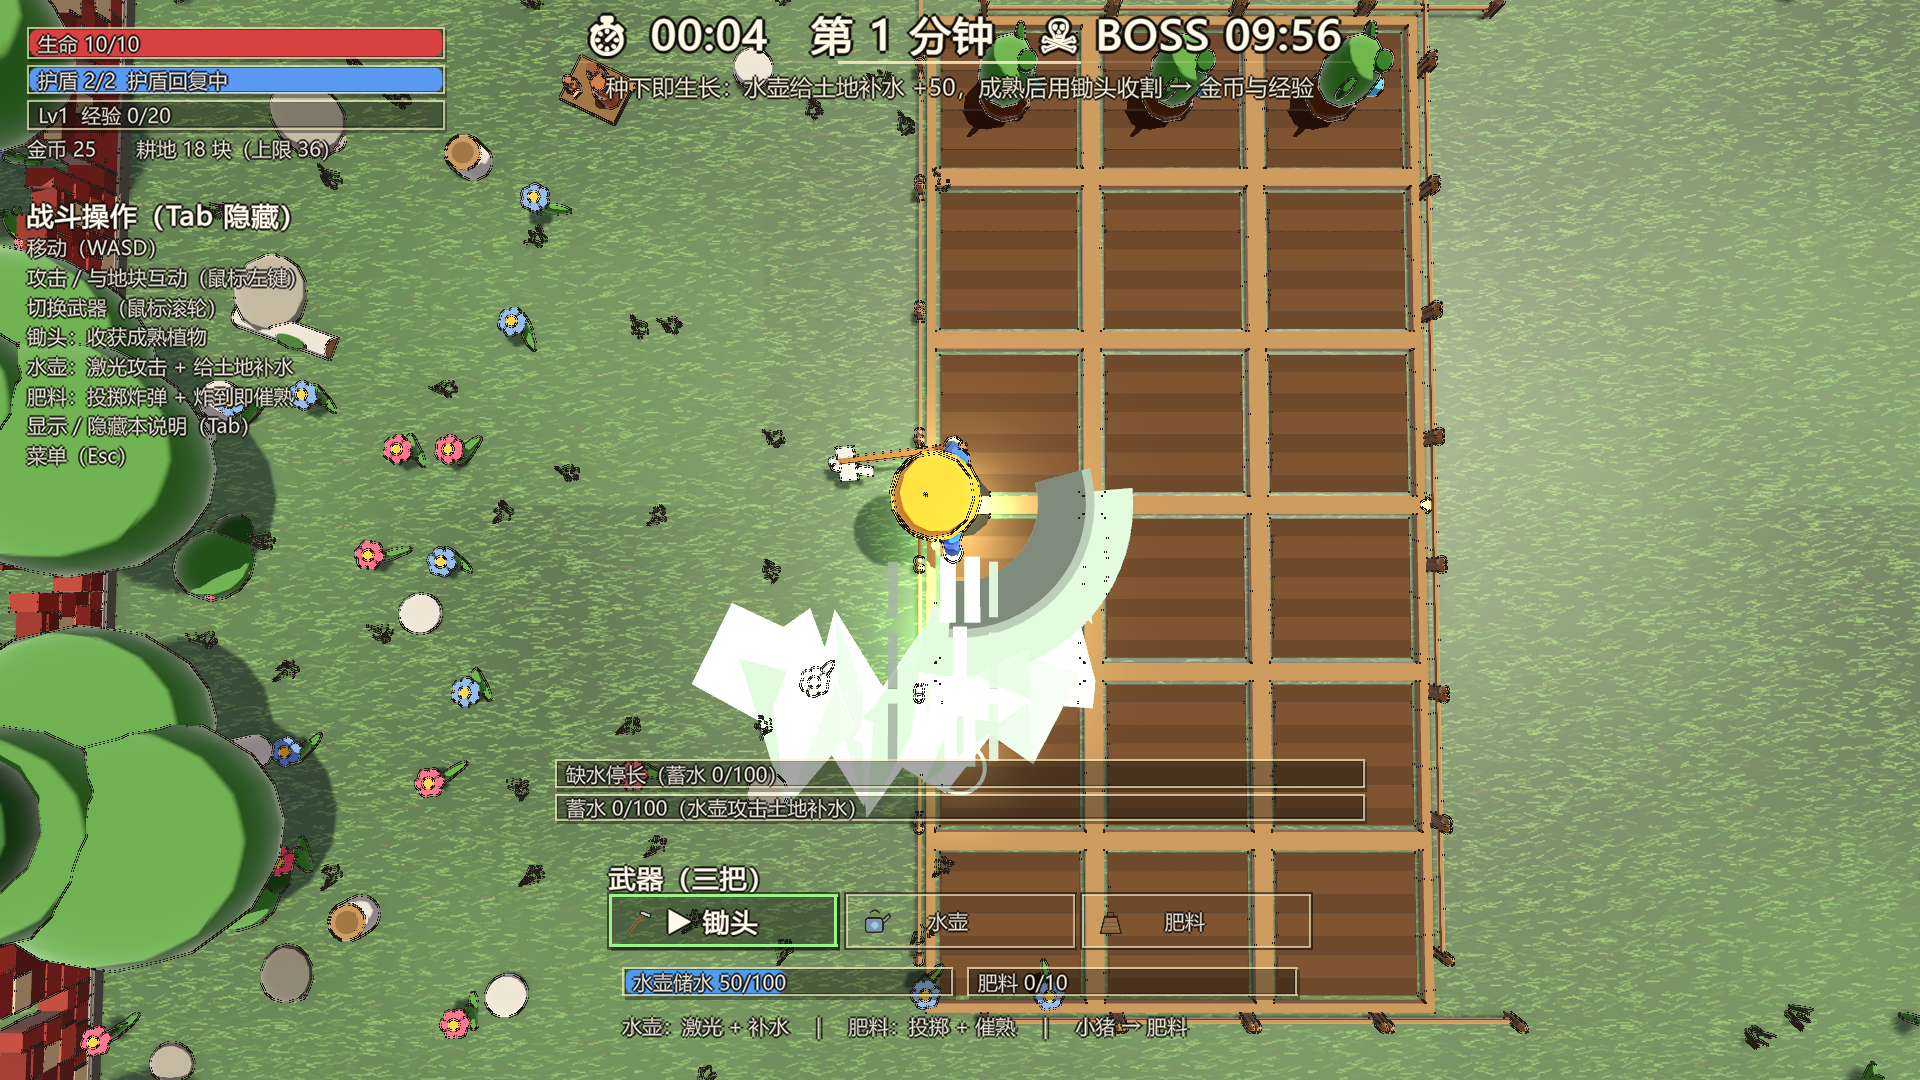 生命 10/10
护盾 2/2 护盾回复中
Lv1 经验 0/20
金币 25 耕地 18 块（上限 36）
00:04 第 1 分钟 BOSS 09:56
种下即生长：水壶给土地补水 +50，成熟后用锄头收割 → 金币与经验
战斗操作（Tab 隐藏）
移动（WASD）
攻击 / 与地块互动（鼠标左键）
切换武器（鼠标滚轮）
锄头：收获成熟植物
水壶：激光攻击 + 给土地补水
肥料：投掷炸弹 + 炸到即催熟
显示 / 隐藏本说明（Tab）
菜单（Esc）
缺水停长（蓄水 0/100）
蓄水 0/100（水壶攻击土地补水）
武器（三把）
▶ 锄头 水壶 肥料
水壶储水 50/100 肥料 0/10
水壶：激光 + 补水 | 肥料：投掷 + 催熟 | 小猪 → 肥料